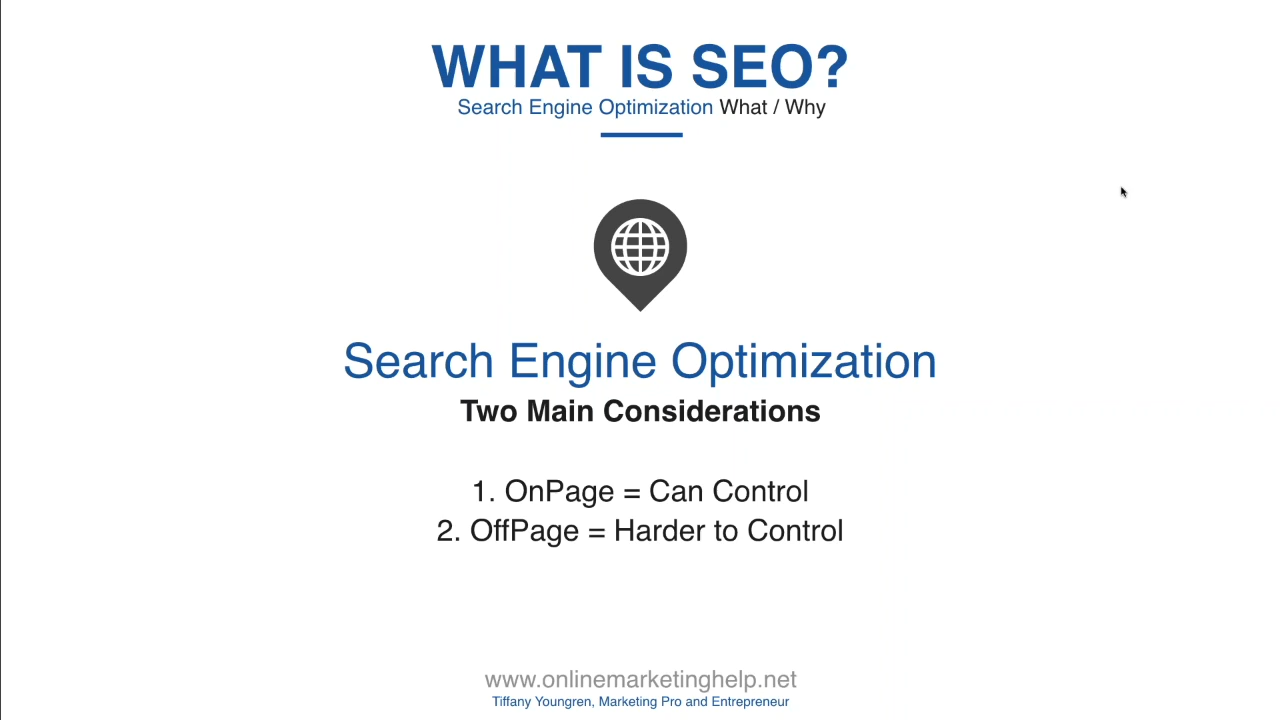 WHAT IS SEO?
Search Engine Optimization What / Why
Search Engine Optimization
Two Main Considerations
1. OnPage = Can Control
2. OffPage = Harder to Control
www.onlinemarketinghelp.net
Tiffany Youngren, Marketing Pro and Entrepreneur